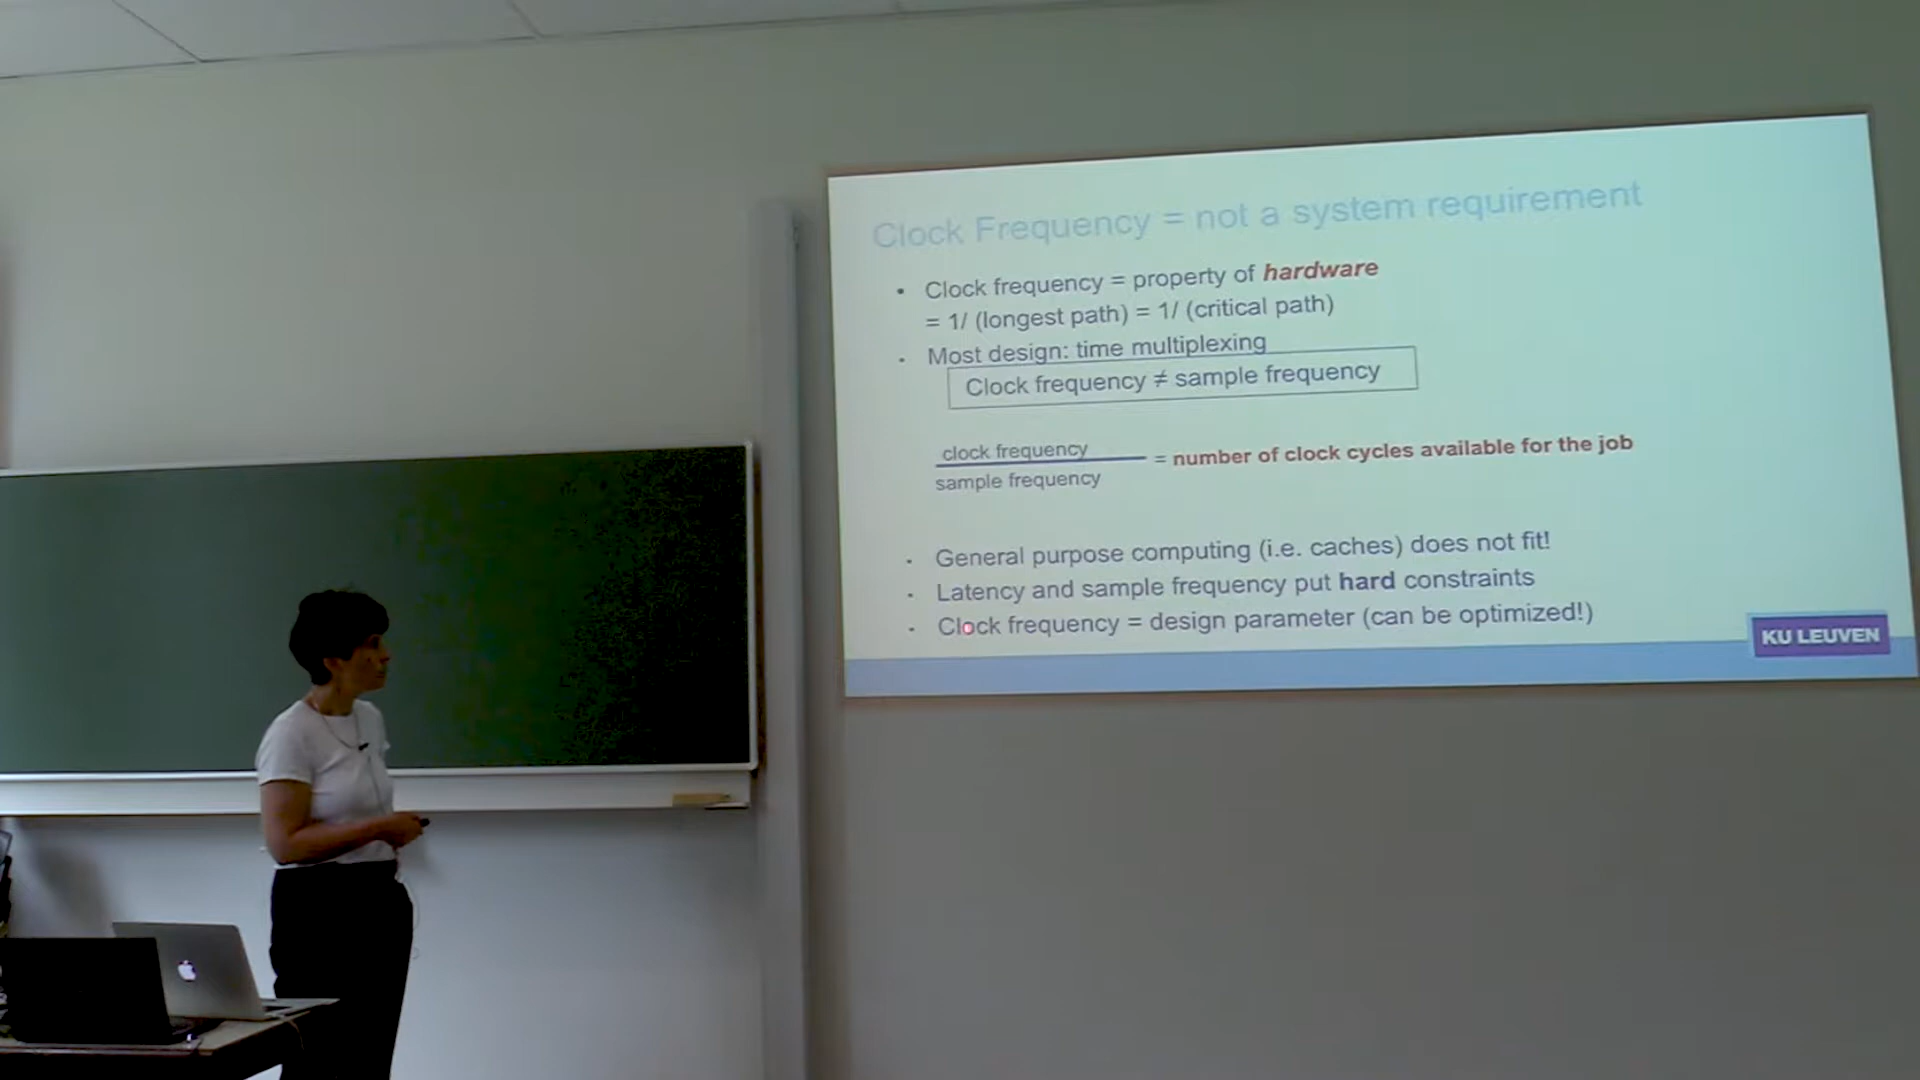 Clock Frequency = not a system requirement
• Clock frequency = property of hardware
= 1/ (longest path) = 1/ (critical path)
• Most design: time multiplexing
Clock frequency ≠ sample frequency
clock frequency
sample frequency
= number of clock cycles available for the job
• General purpose computing (i.e. caches) does not fit!
• Latency and sample frequency put hard constraints
• Clock frequency = design parameter (can be optimized!)
KU LEUVEN